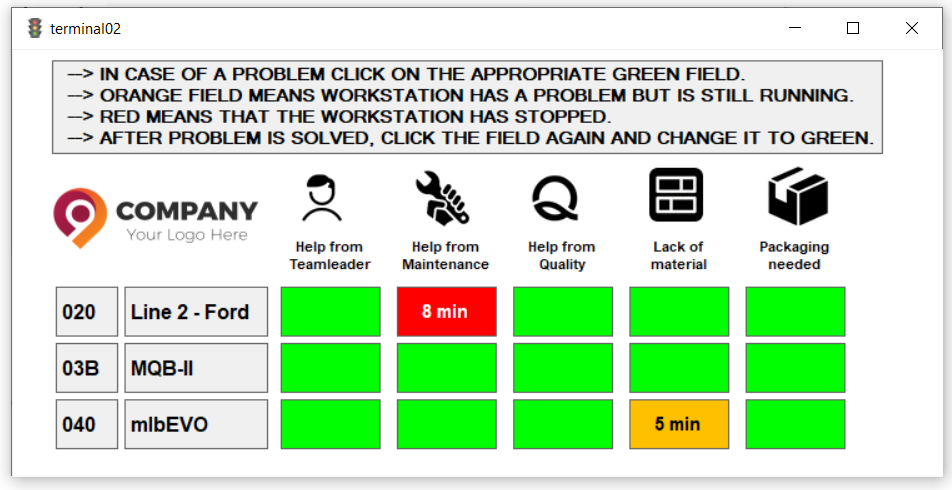 terminal02
--> IN CASE OF A PROBLEM CLICK ON THE APPROPRIATE GREEN FIELD.
--> ORANGE FIELD MEANS WORKSTATION HAS A PROBLEM BUT IS STILL RUNNING.
--> RED MEANS THAT THE WORKSTATION HAS STOPPED.
--> AFTER PROBLEM IS SOLVED, CLICK THE FIELD AGAIN AND CHANGE IT TO GREEN.
COMPANY
Your Logo Here
Help from
Teamleader
Help from
Maintenance
Help from
Quality
Lack of
material
Packaging
needed
020 Line 2 - Ford 8 min
03B MQB-II
040 mlbEVO 5 min